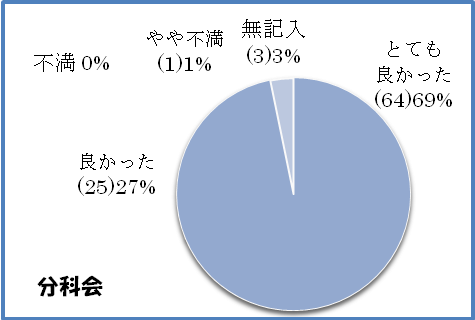 無記入
(3)3%
やや不満
(1)1%
不満 0%
とても
良かった
(64)69%
良かった
(25)27%
分科会